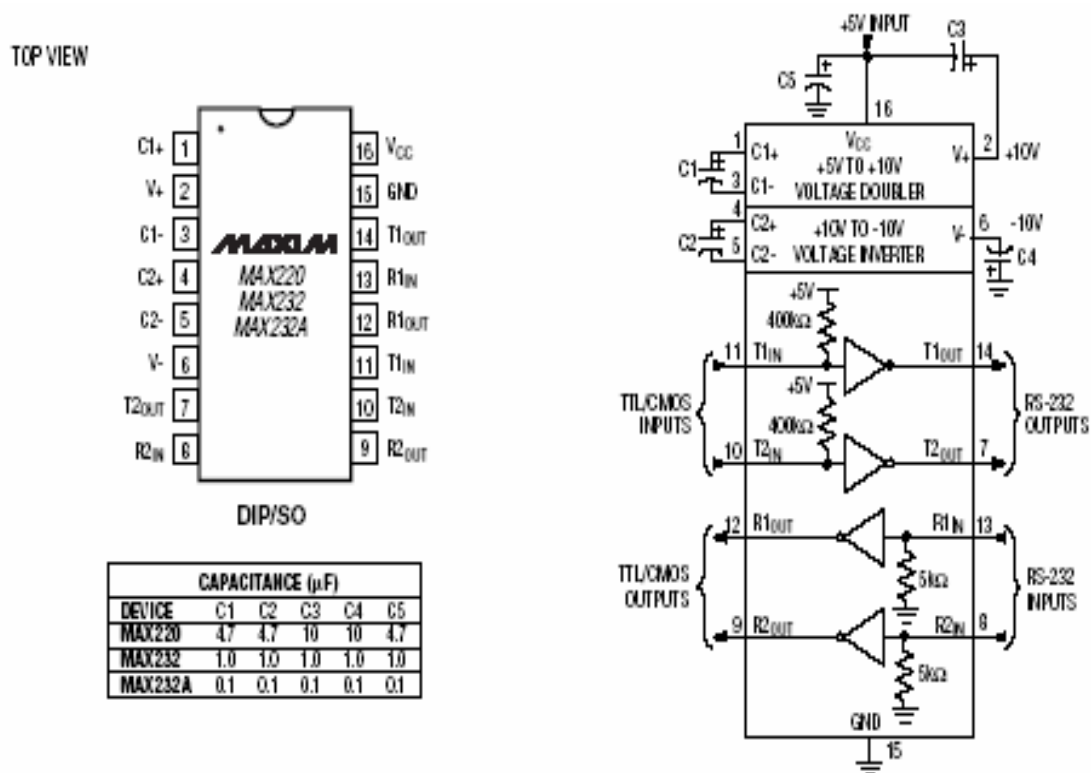 TOP VIEW
C1+ 1
V+ 2
C1- 3
C2+ 4
C2- 5
V- 6
T2OUT 7
R2IN 8
16 VCC
15 GND
14 T1OUT
13 R1IN
12 R1OUT
11 T1IN
10 T2IN
9 R2OUT
MAXIM
MAX220
MAX232
MAX232A
DIP/SO
CAPACITANCE (μF)
DEVICE C1 C2 C3 C4 C5
MAX220 4.7 4.7 10 10 4.7
MAX232 1.0 1.0 1.0 1.0 1.0
MAX232A 0.1 0.1 0.1 0.1 0.1
+5V INPUT
C3
C5
16
1
C1+
VCC
2
V+
+10V
C1
+5V TO +10V
3
C1-
VOLTAGE DOUBLER
4
C2+
6
-10V
C2
+10V TO -10V
V-
5
C2-
VOLTAGE INVERTER
C4
+5V
400kΩ
11 T1IN
T1OUT 14
+5V
TTL/CMOS
INPUTS
RS-232
OUTPUTS
400kΩ
10 T2IN
T2OUT 7
12 R1OUT
R1IN 13
TTL/CMOS
OUTPUTS
5kΩ
RS-232
INPUTS
9 R2OUT
R2IN 8
5kΩ
GND
15